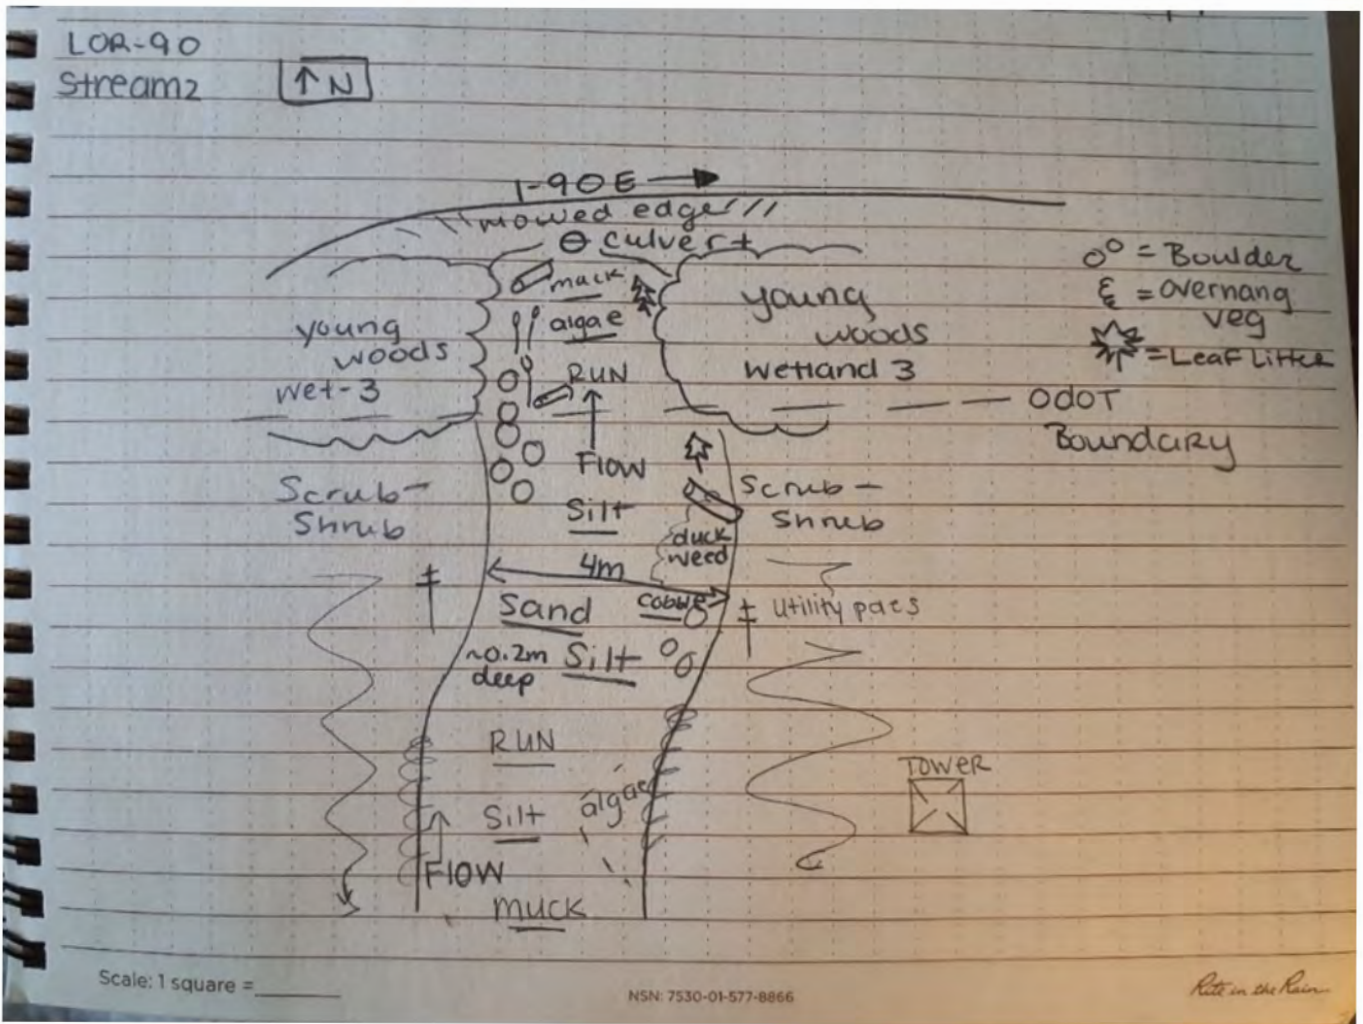 LOR-90
Stream2
↑ N
I-90E
mowed edge
culvert
muck
algae
RUN
Flow
young
woods
wet-3
young
woods
wetland 3
= Boulder
= overhang
veg
= Leaf Litter
ODOT
Boundary
Scrub-
Shrub
Silt
duck
weed
Scrub-
Shrub
4m
Sand
~0.2m
deep
Silt
Utility
RUN
Silt
algae
Flow
muck
TOWER
Scale: 1 square =
NSN: 7530-01-577-8866
Rite in the Rain